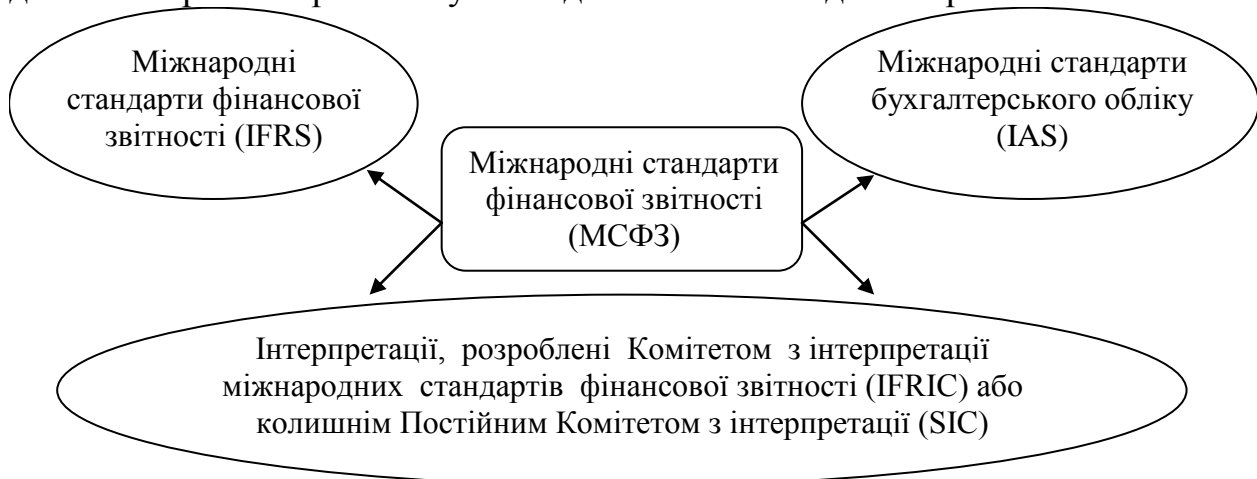 Міжнародні
стандарти фінансової
звітності (IFRS)
Міжнародні стандарти
бухгалтерського обліку
(IAS)
Міжнародні стандарти
фінансової звітності
(МСФЗ)
Інтерпретації, розроблені Комітетом з інтерпретації
міжнародних стандартів фінансової звітності (IFRIC) або
колишнім Постійним Комітетом з інтерпретації (SIC)